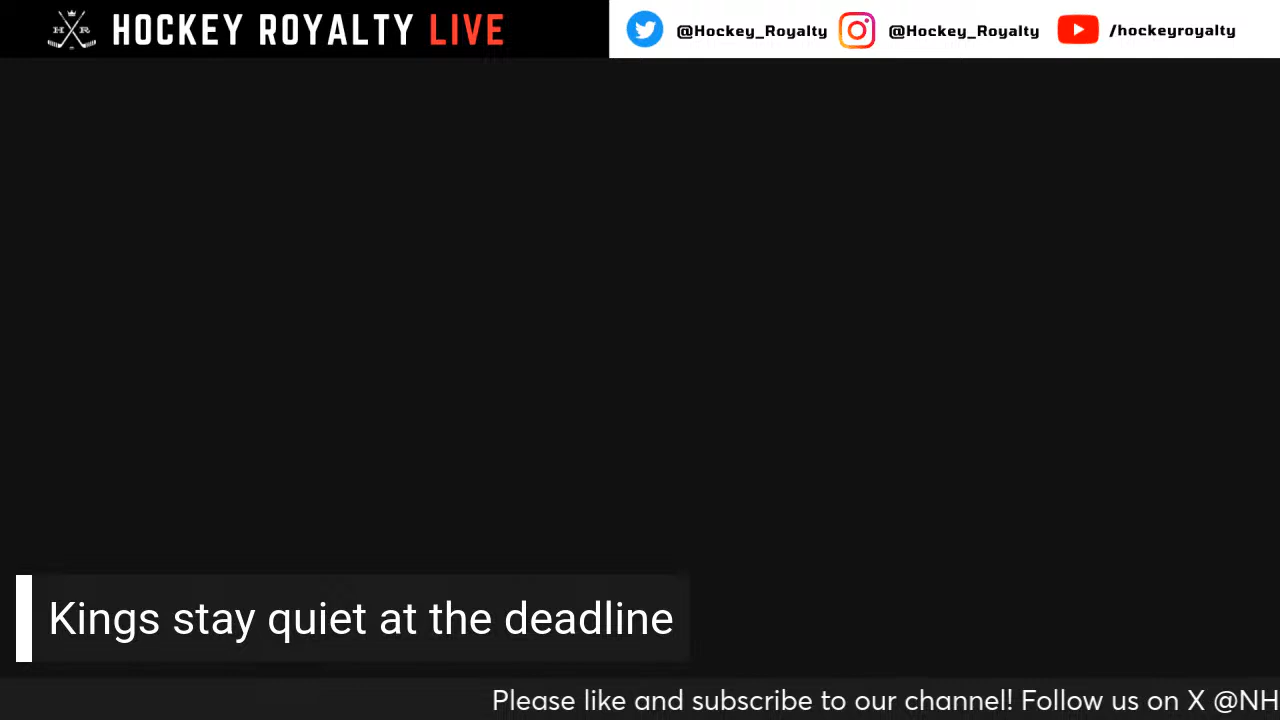 H R HOCKEY ROYALTY LIVE @Hockey_Royalty @Hockey_Royalty /hockeyroyalty
Kings stay quiet at the deadline
Please like and subscribe to our channel! Follow us on X @NH